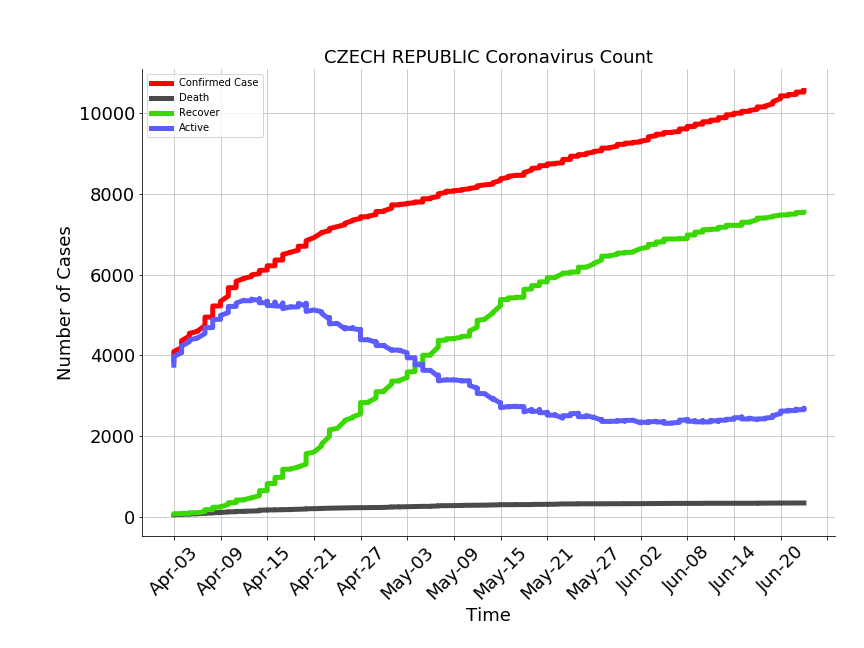 CZECH REPUBLIC Coronavirus Count
Confirmed Case
Death
Recover
Active
Number of Cases
10000
8000
6000
4000
2000
0
Apr-03
Apr-09
Apr-15
Apr-21
Apr-27
May-03
May-09
May-15
May-21
May-27
Jun-02
Jun-08
Jun-14
Jun-20
Time